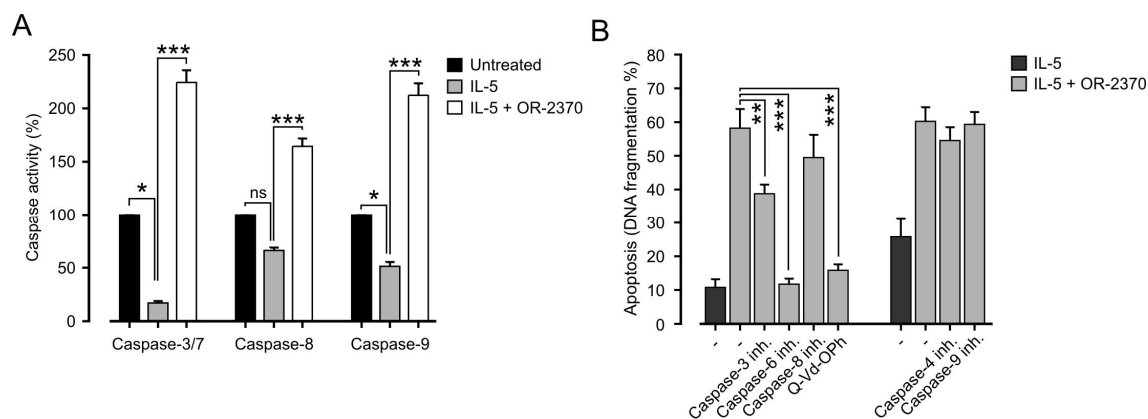 A
Caspase activity (%)
250
200
150
100
50
0
*
***
ns
***
*
***
Caspase-3/7
Caspase-8
Caspase-9
Untreated
IL-5
IL-5 + OR-2370
B
Apoptosis (DNA fragmentation %)
80
70
60
50
40
30
20
10
0
**
***
***
-
-
Caspase-3 inh.
Caspase-6 inh.
Caspase-8 inh.
Q-Vd-OPh
-
-
Caspase-4 inh.
Caspase-9 inh.
IL-5
IL-5 + OR-2370